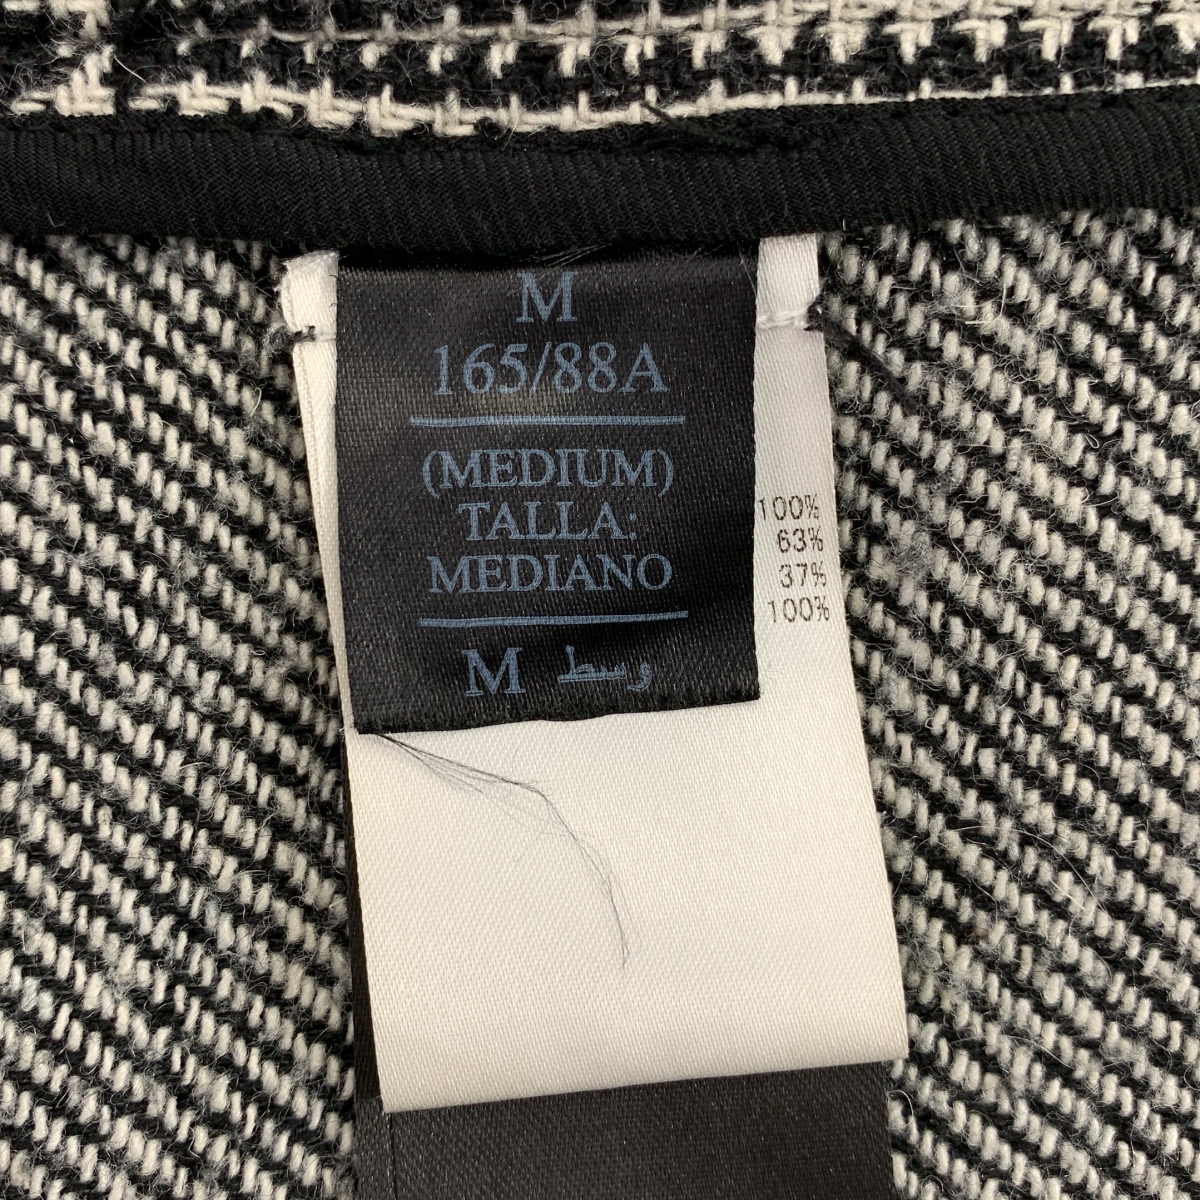 M
165/88A
(MEDIUM)
TALLA:
MEDIANO
M وسط
100%
63%
37%
100%